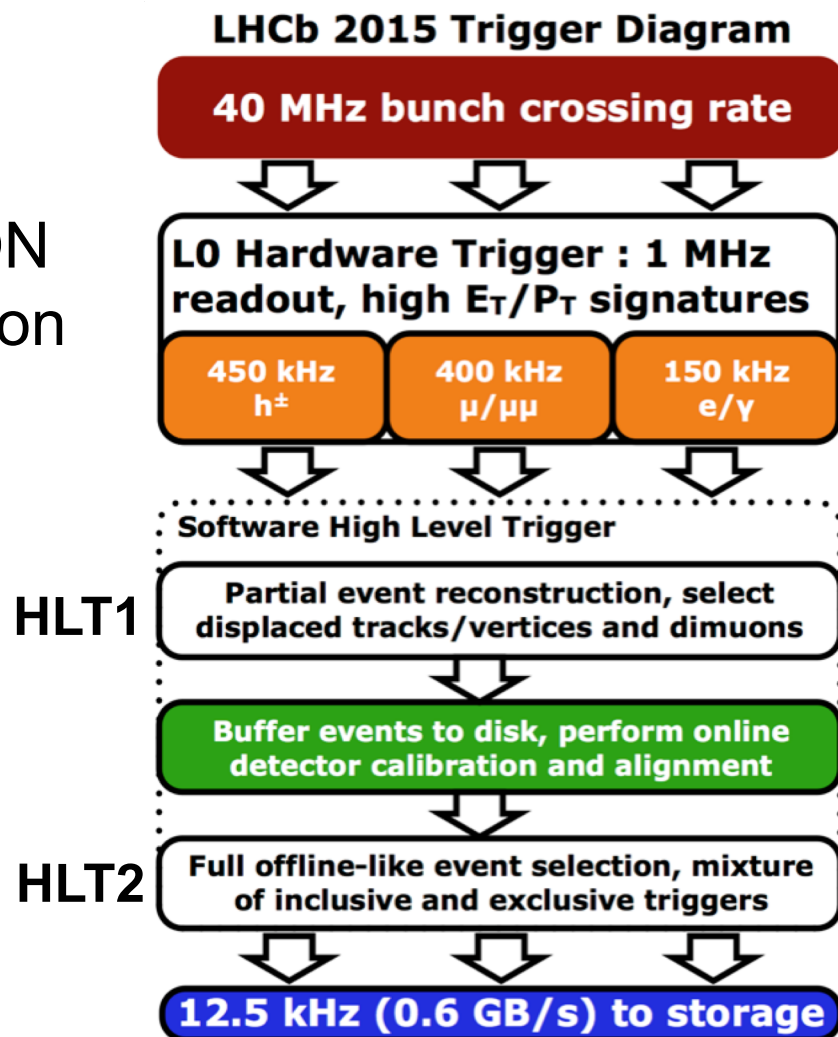 LHCb 2015 Trigger Diagram
40 MHz bunch crossing rate
L0 Hardware Trigger : 1 MHz
readout, high Eᴛ/Pᴛ signatures
450 kHz
h±
400 kHz
μ/μμ
150 kHz
e/γ
Software High Level Trigger
HLT1
Partial event reconstruction, select
displaced tracks/vertices and dimuons
Buffer events to disk, perform online
detector calibration and alignment
HLT2
Full offline-like event selection, mixture
of inclusive and exclusive triggers
12.5 kHz (0.6 GB/s) to storage